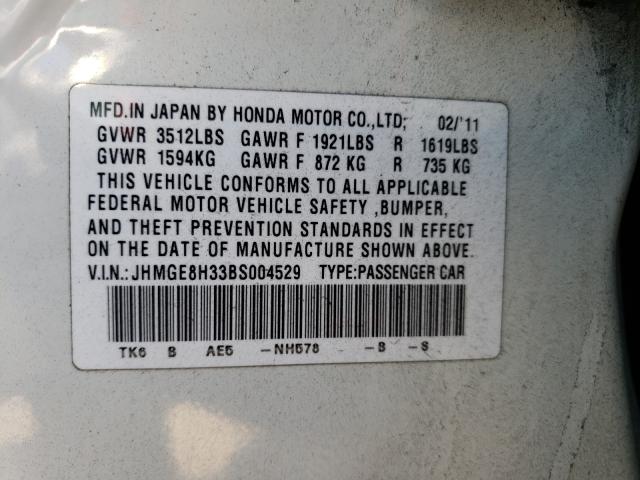 MFD.IN JAPAN BY HONDA MOTOR CO.,LTD; 02/'11
GVWR 3512LBS GAWR F 1921LBS R 1619LBS
GVWR 1594KG GAWR F 872 KG R 735 KG
THIS VEHICLE CONFORMS TO ALL APPLICABLE
FEDERAL MOTOR VEHICLE SAFETY ,BUMPER,
AND THEFT PREVENTION STANDARDS IN EFFECT
ON THE DATE OF MANUFACTURE SHOWN ABOVE.
V.I.N.:JHMGE8H33BS004529 TYPE:PASSENGER CAR
TK6 B AE5 -NH578 -B -S